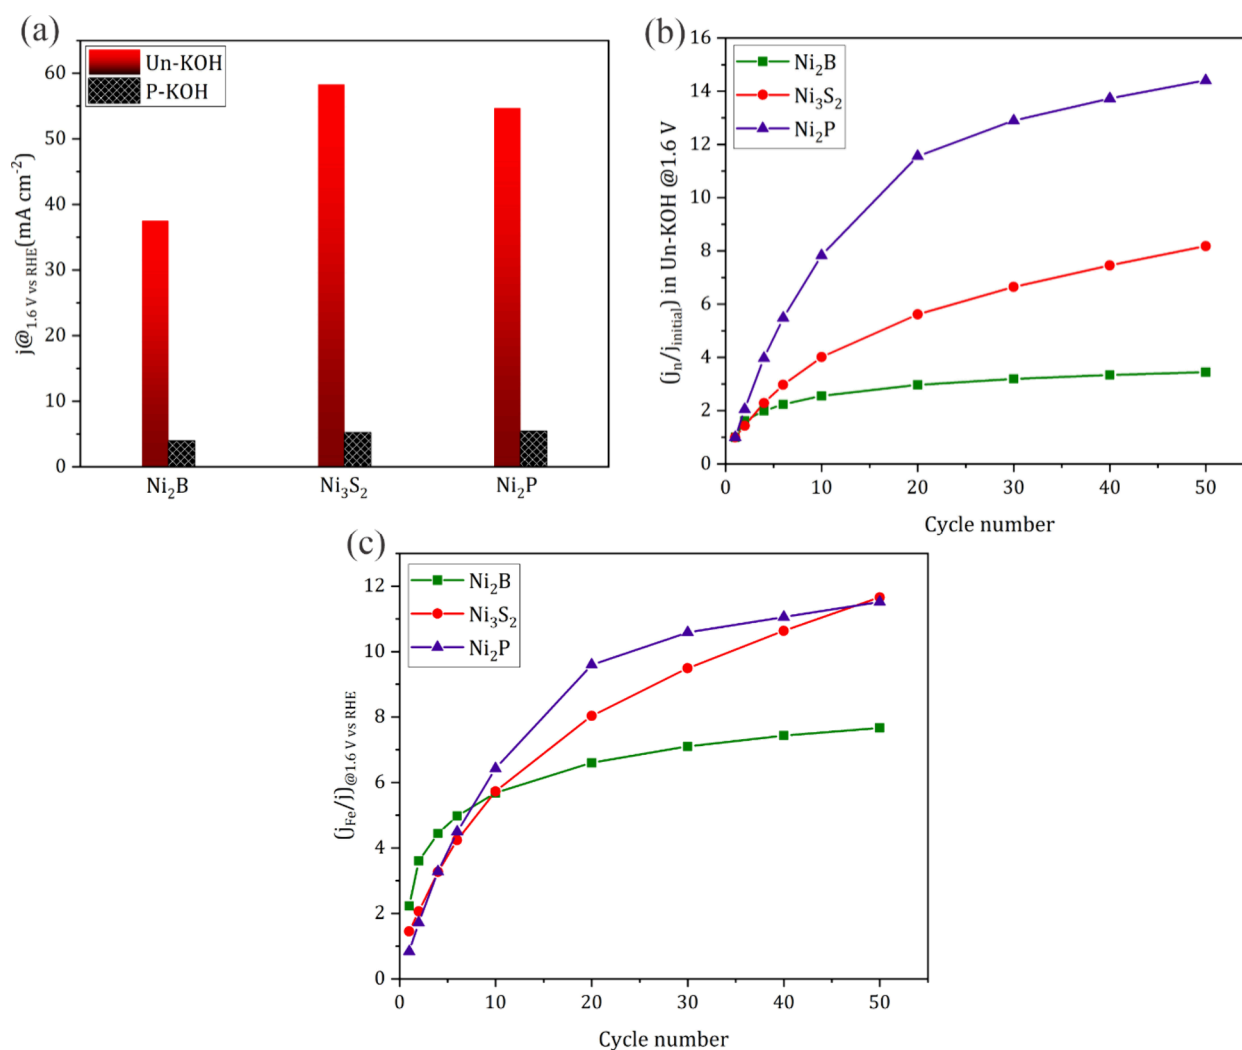 (a)
Un-KOH
P-KOH
j@1.6 V vs RHE(mA cm-2)
60
50
40
30
20
10
0
Ni2B
Ni3S2
Ni2P
(b)
Ni2B
Ni3S2
Ni2P
(jn/jinitial) in Un-KOH @1.6 V
16
14
12
10
8
6
4
2
0
0 10 20 30 40 50
Cycle number
(c)
Ni2B
Ni3S2
Ni2P
(jFe/j)@1.6 V vs RHE
12
10
8
6
4
2
0
0 10 20 30 40 50
Cycle number